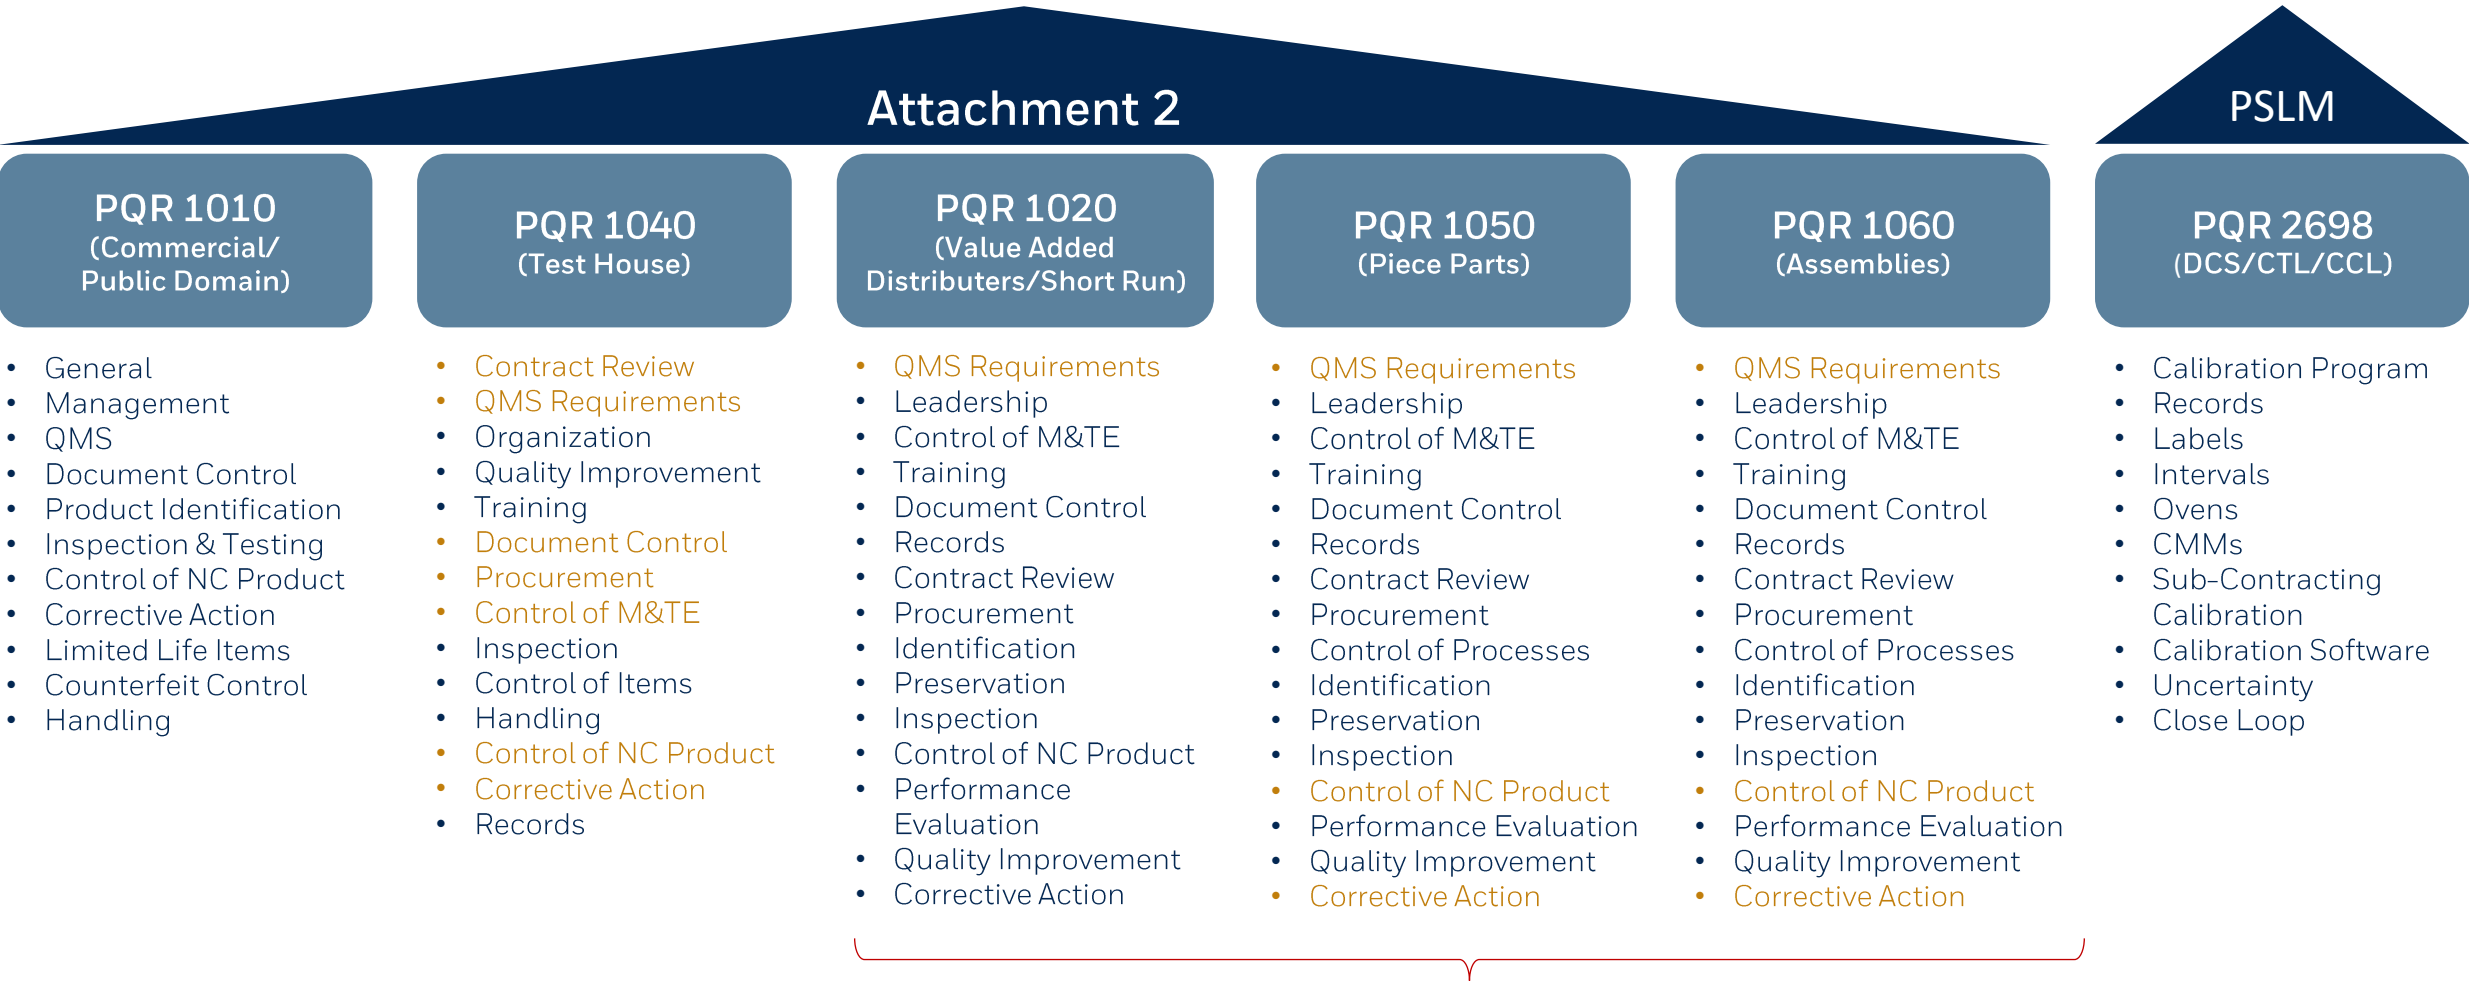 Attachment 2
PSLM
PQR 1010
(Commercial/
Public Domain)
• General
• Management
• QMS
• Document Control
• Product Identification
• Inspection & Testing
• Control of NC Product
• Corrective Action
• Limited Life Items
• Counterfeit Control
• Handling
PQR 1040
(Test House)
• Contract Review
• QMS Requirements
• Organization
• Quality Improvement
• Training
• Document Control
• Procurement
• Control of M&TE
• Inspection
• Control of Items
• Handling
• Control of NC Product
• Corrective Action
• Records
PQR 1020
(Value Added
Distributers/Short Run)
• QMS Requirements
• Leadership
• Control of M&TE
• Training
• Document Control
• Records
• Contract Review
• Procurement
• Identification
• Preservation
• Inspection
• Control of NC Product
• Performance
Evaluation
• Quality Improvement
• Corrective Action
PQR 1050
(Piece Parts)
• QMS Requirements
• Leadership
• Control of M&TE
• Training
• Document Control
• Records
• Contract Review
• Procurement
• Control of Processes
• Identification
• Preservation
• Inspection
• Control of NC Product
• Performance Evaluation
• Quality Improvement
• Corrective Action
PQR 1060
(Assemblies)
• QMS Requirements
• Leadership
• Control of M&TE
• Training
• Document Control
• Records
• Contract Review
• Procurement
• Control of Processes
• Identification
• Preservation
• Inspection
• Control of NC Product
• Performance Evaluation
• Quality Improvement
• Corrective Action
PQR 2698
(DCS/CTL/CCL)
• Calibration Program
• Records
• Labels
• Intervals
• Ovens
• CMMs
• Sub-Contracting
Calibration
• Calibration Software
• Uncertainty
• Close Loop